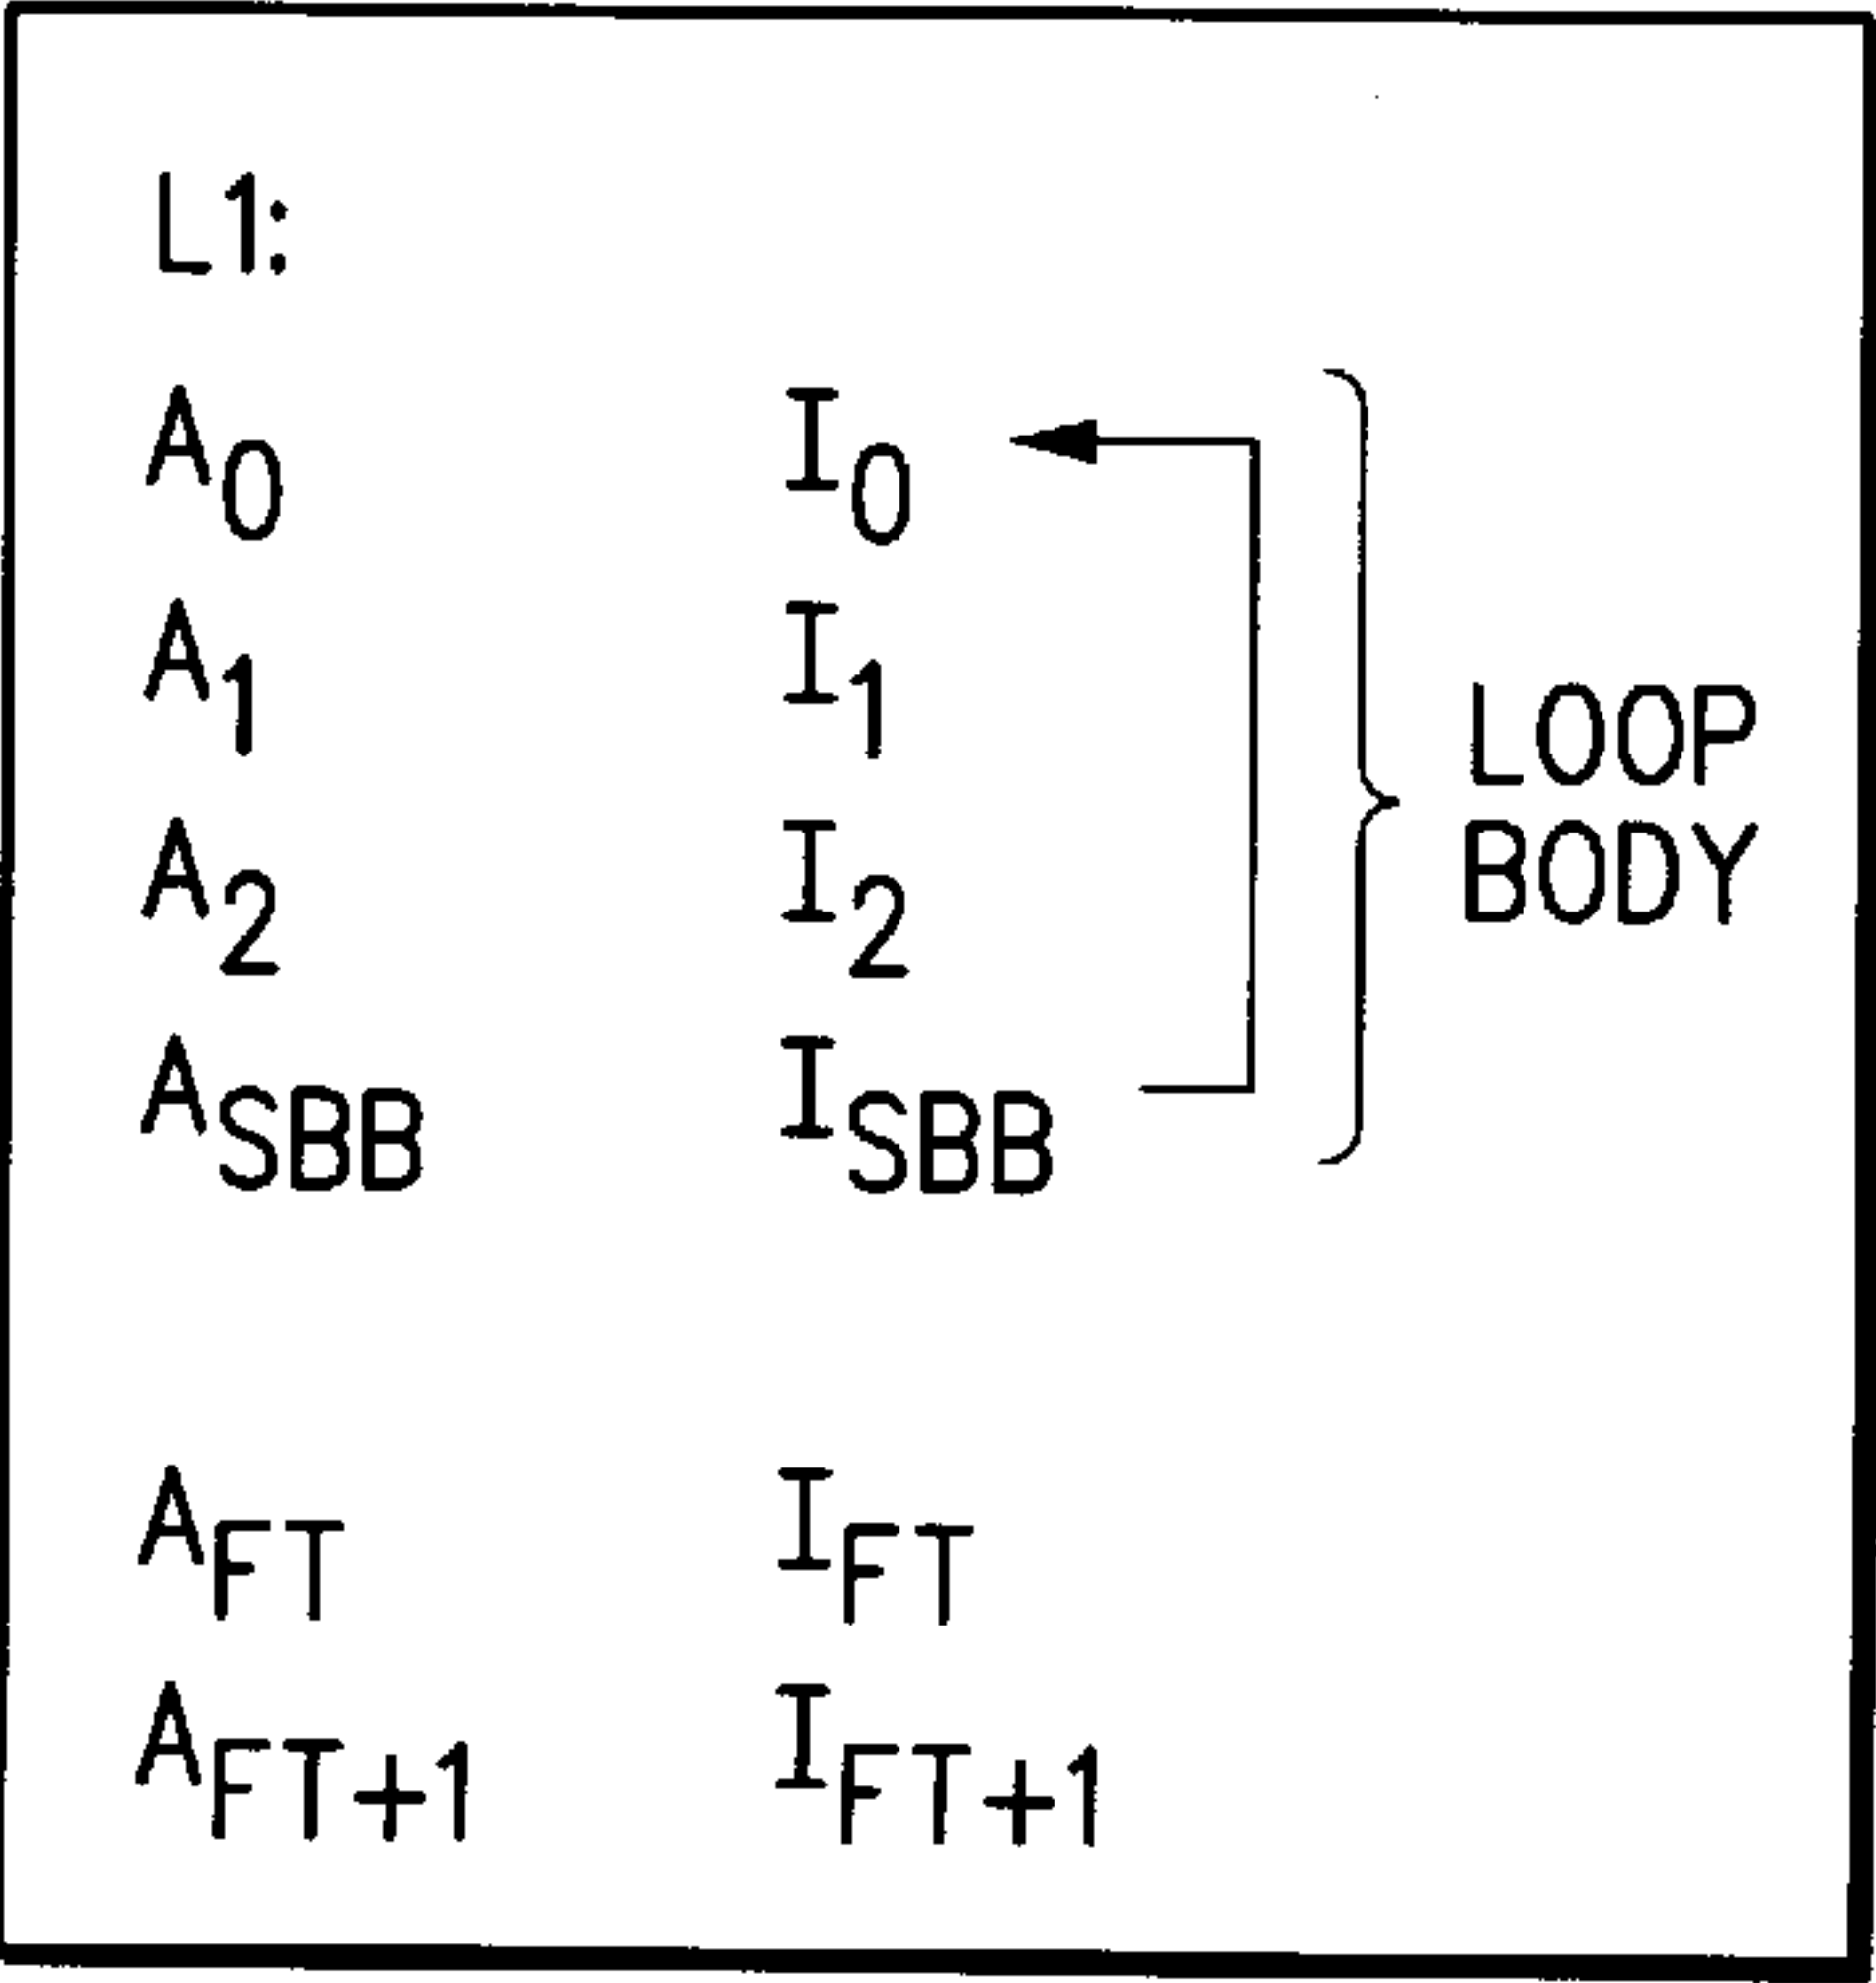 L1:
A0 I0
A1 I1
LOOP
A2 I2
BODY
ASBB ISBB
AFT IFT
AFT+1 IFT+1